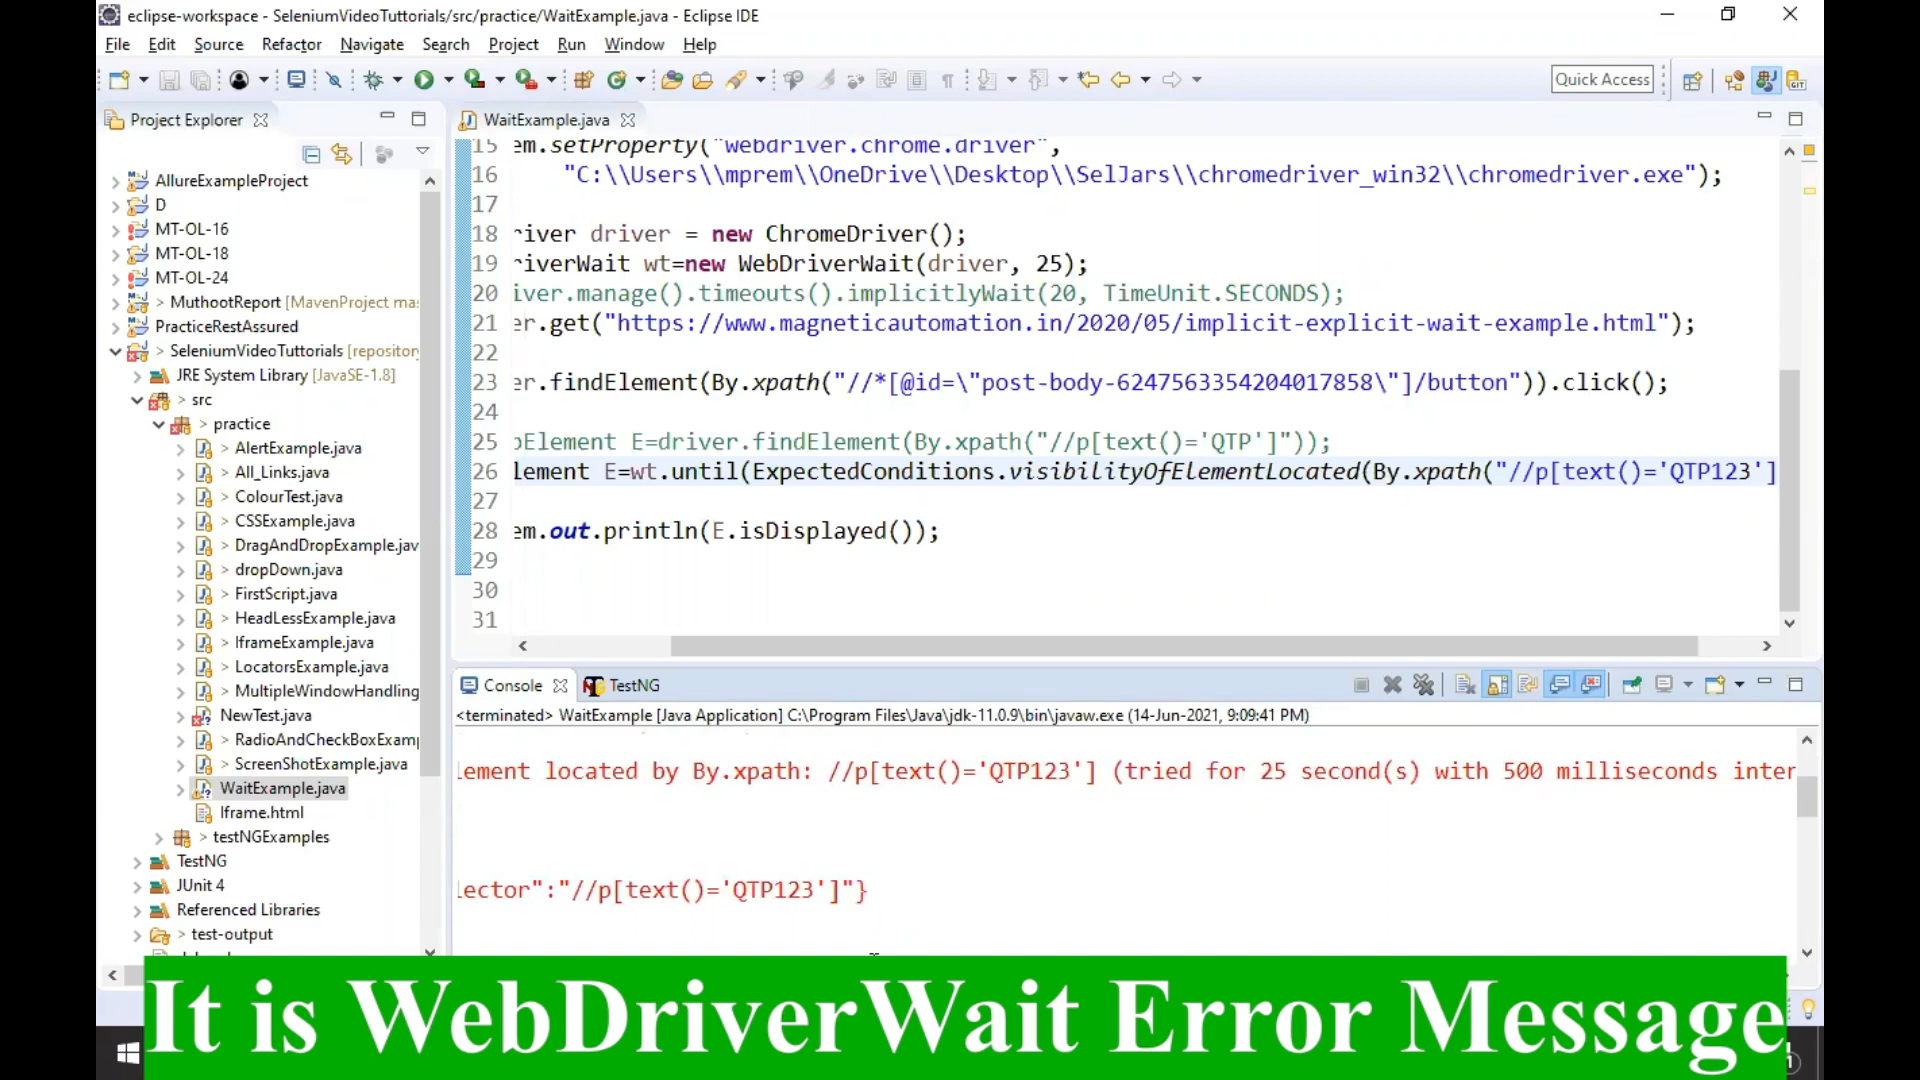 eclipse-workspace - SeleniumVideoTuttorials/src/practice/WaitExample.java - Eclipse IDE
File Edit Source Refactor Navigate Search Project Run Window Help
Quick Access
Project Explorer
WaitExample.java
AllureExampleProject
D
MT-OL-16
MT-OL-18
MT-OL-24
> MuthootReport [MavenProject mas
PracticeRestAssured
> SeleniumVideoTuttorials [repository
JRE System Library [JavaSE-1.8]
> src
> practice
> AlertExample.java
> All_Links.java
> ColourTest.java
> CSSExample.java
> DragAndDropExample.jav
> dropDown.java
> FirstScript.java
> HeadLessExample.java
> IframeExample.java
> LocatorsExample.java
> MultipleWindowHandling
NewTest.java
> RadioAndCheckBoxExamp
> ScreenShotExample.java
WaitExample.java
Iframe.html
> testNGExamples
TestNG
JUnit 4
Referenced Libraries
> test-output
15 em.setProperty("webdriver.chrome.driver",
16 "C:\\Users\\mprem\\OneDrive\\Desktop\\SelJars\\chromedriver_win32\\chromedriver.exe");
17
18 river driver = new ChromeDriver();
19 riverWait wt=new WebDriverWait(driver, 25);
20 iver.manage().timeouts().implicitlyWait(20, TimeUnit.SECONDS);
21 er.get("https://www.magneticautomation.in/2020/05/implicit-explicit-wait-example.html");
22
23 er.findElement(By.xpath("//*[@id=\"post-body-6247563354204017858\"]/button")).click();
24
25 bElement E=driver.findElement(By.xpath("//p[text()='QTP']"));
26 lement E=wt.until(ExpectedConditions.visibilityOfElementLocated(By.xpath("//p[text()='QTP123']
27
28 em.out.println(E.isDisplayed());
29
30
31
Console TestNG
<terminated> WaitExample [Java Application] C:\Program Files\Java\jdk-11.0.9\bin\javaw.exe (14-Jun-2021, 9:09:41 PM)
lement located by By.xpath: //p[text()='QTP123'] (tried for 25 second(s) with 500 milliseconds inter
lector":"//p[text()='QTP123']"}
It is WebDriverWait Error Message